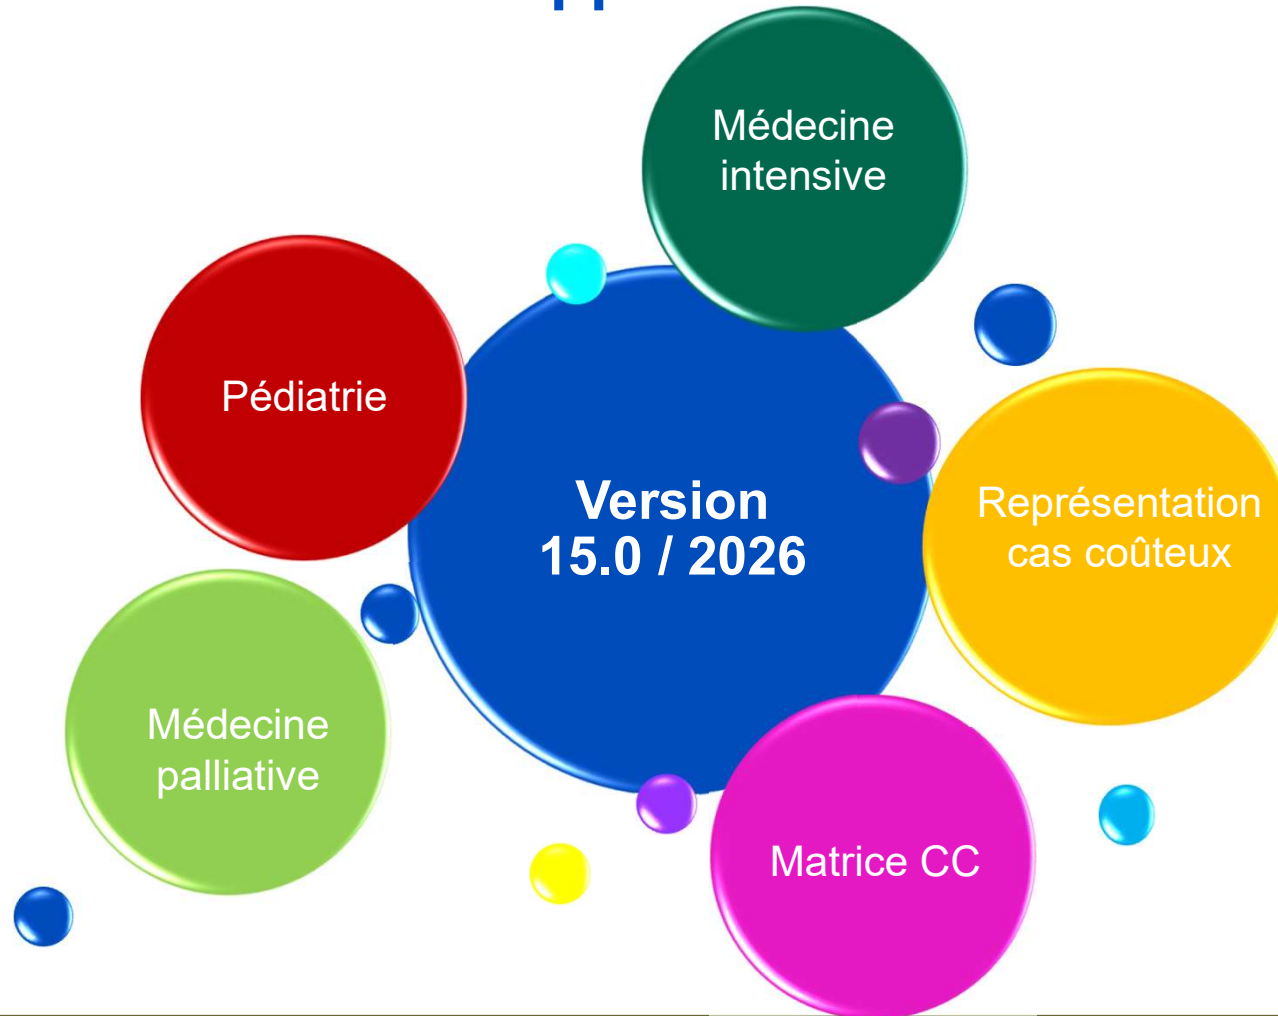 Médecine
intensive
Pédiatrie
Version
15.0 / 2026
Représentation
cas coûteux
Médecine
palliative
Matrice CC